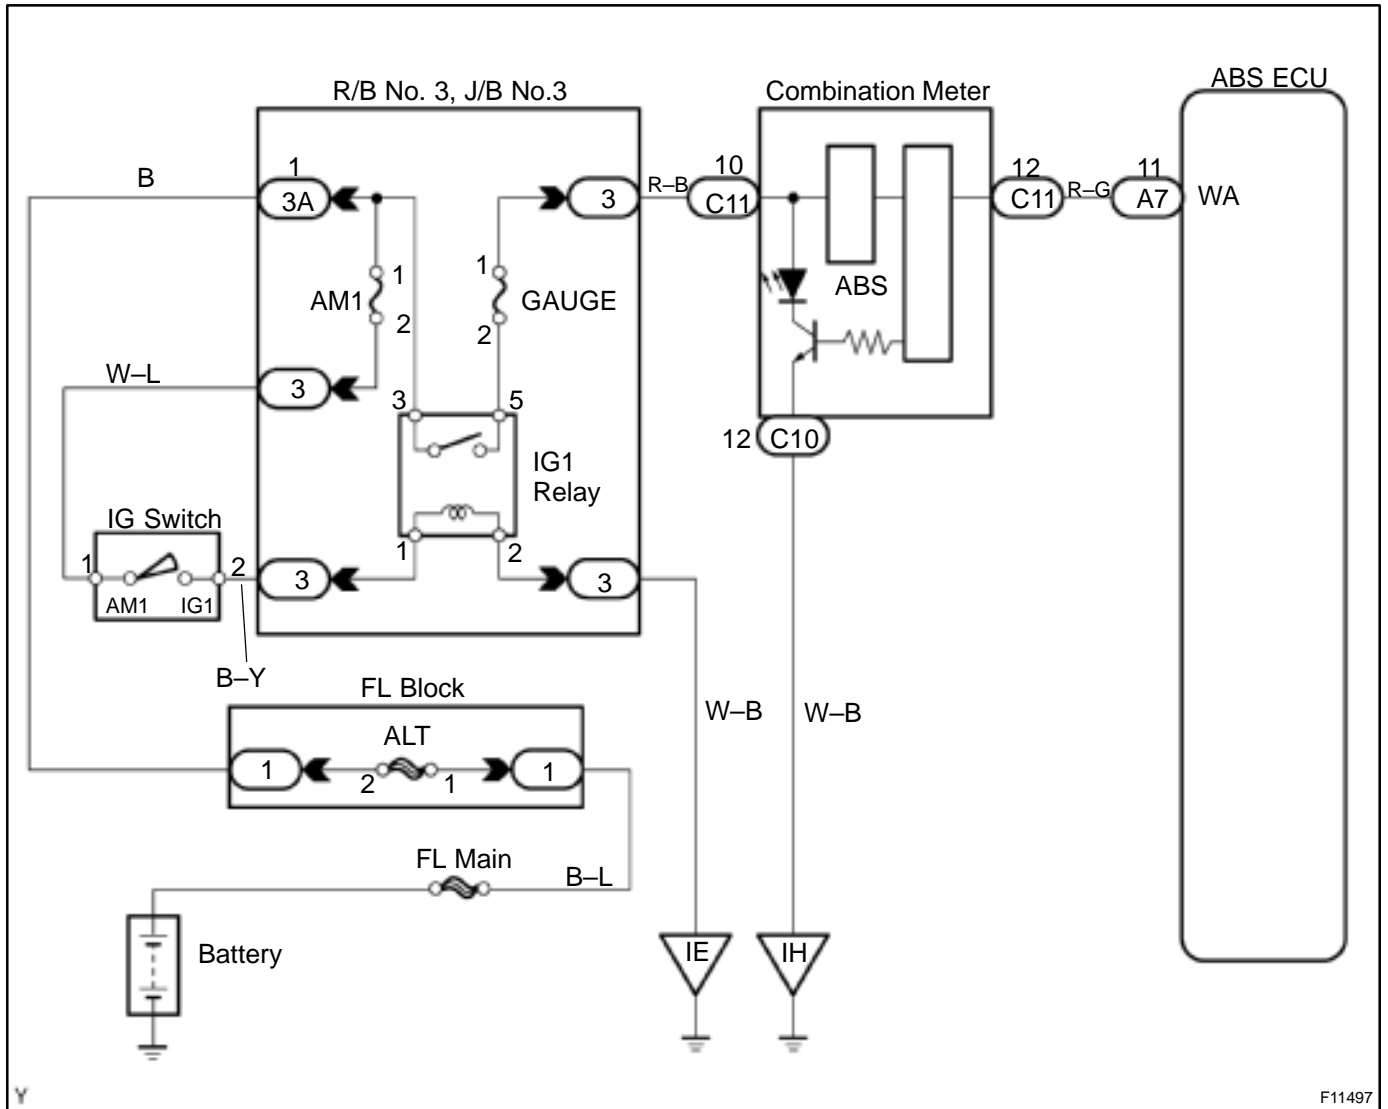 R/B No. 3, J/B No.3
Combination Meter
ABS ECU
B
1
3A
3
R–B
10
C11
12
C11
R–G
11
A7
WA
AM1
1
2
1
2
GAUGE
ABS
W–L
3
3
5
IG1
Relay
12
C10
IG Switch
1
AM1
IG1
2
3
1
2
3
B–Y
FL Block
W–B
W–B
ALT
1
2
1
1
FL Main
B–L
Battery
IE
IH
Y
F11497